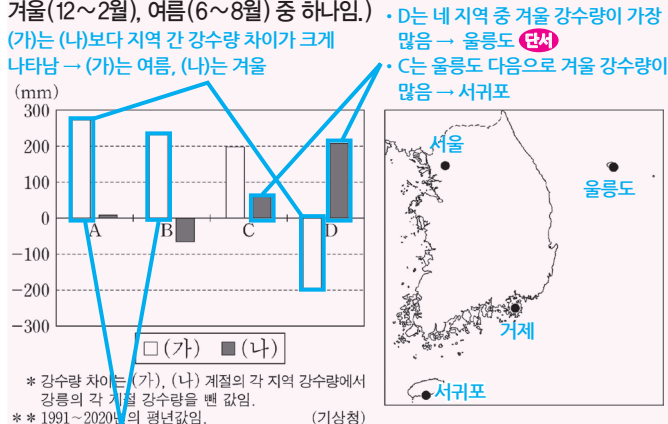 겨울(12~2월), 여름(6~8월) 중 하나임.)
(가)는 (나)보다 지역 간 강수량 차이가 크게
나타남 → (가)는 여름, (나)는 겨울
• D는 네 지역 중 겨울 강수량이 가장
많음 → 울릉도 단서
• C는 울릉도 다음으로 겨울 강수량이
많음 → 서귀포
(mm)
300
200
100
0
-100
-200
-300
A B C D
(가) (나)
* 강수량 차이는 (가), (나) 계절의 각 지역 강수량에서
강릉의 각 계절 강수량을 뺀 값임.
** 1991~2020년의 평년값임. (기상청)
서울
울릉도
거제
서귀포